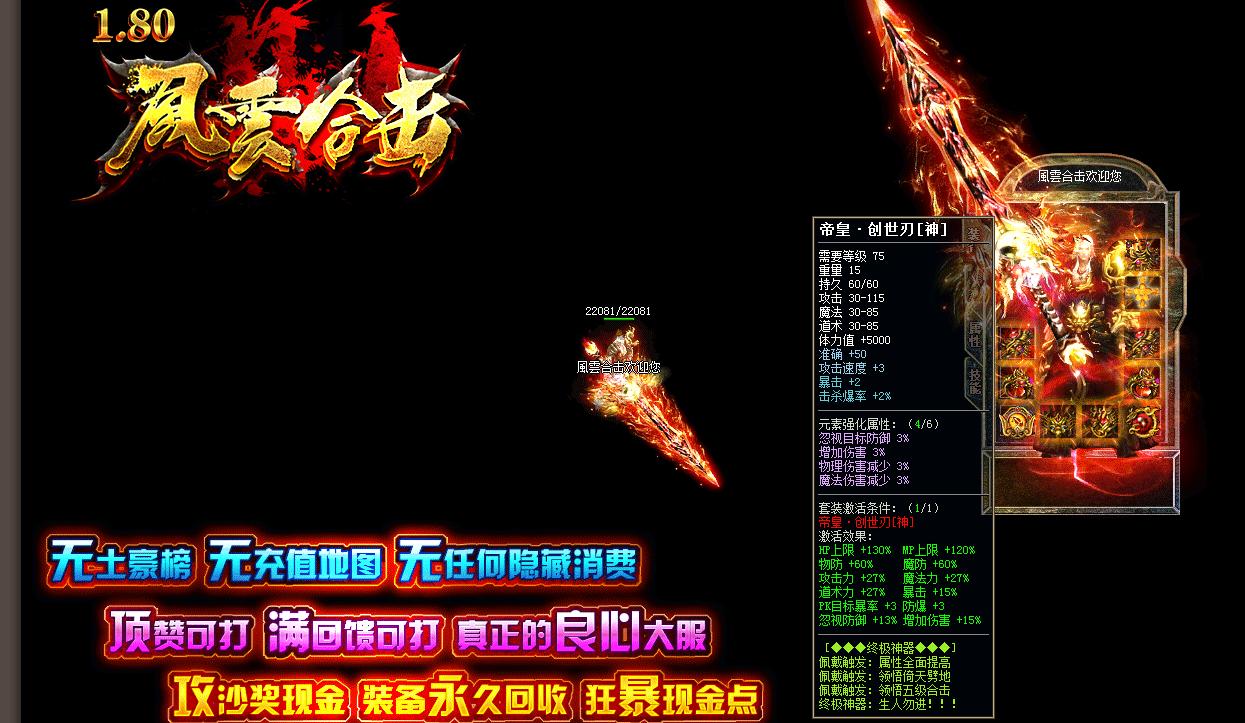 1.80
風雲合击
風雲合击欢迎您
帝皇·创世刃[神]
需要等级 75
重量 15
持久 60/60
攻击 30-115
魔法 30-85
道术 30-85
体力值 +5000
准确 +50
攻击速度 +3
暴击 +2
击杀爆率 +2%
元素强化属性：（4/6）
忽视目标防御 3%
增加伤害 3%
物理伤害减少 3%
魔法伤害减少 3%
套装激活条件：（1/1）
帝皇·创世刃[神]
激活效果：
HP上限 +130% MP上限 +120%
物防 +60% 魔防 +60%
攻击力 +27% 魔法力 +27%
道术力 +27% 暴击 +15%
PK目标暴率 +3 防爆 +3
忽视防御 +13% 增加伤害 +15%
[◆◆◆终极神器◆◆◆]
佩戴触发：属性全面提高
佩戴触发：领悟倚天劈地
佩戴触发：领悟五级合击
终极神器：生人勿进！！！
装
属性
技能
22081/22081
風雲合击欢迎您
无土豪榜 无充值地图 无任何隐藏消费
顶赞可打 满回馈可打 真正的良心大服
攻沙奖现金 装备永久回收 狂暴现金点